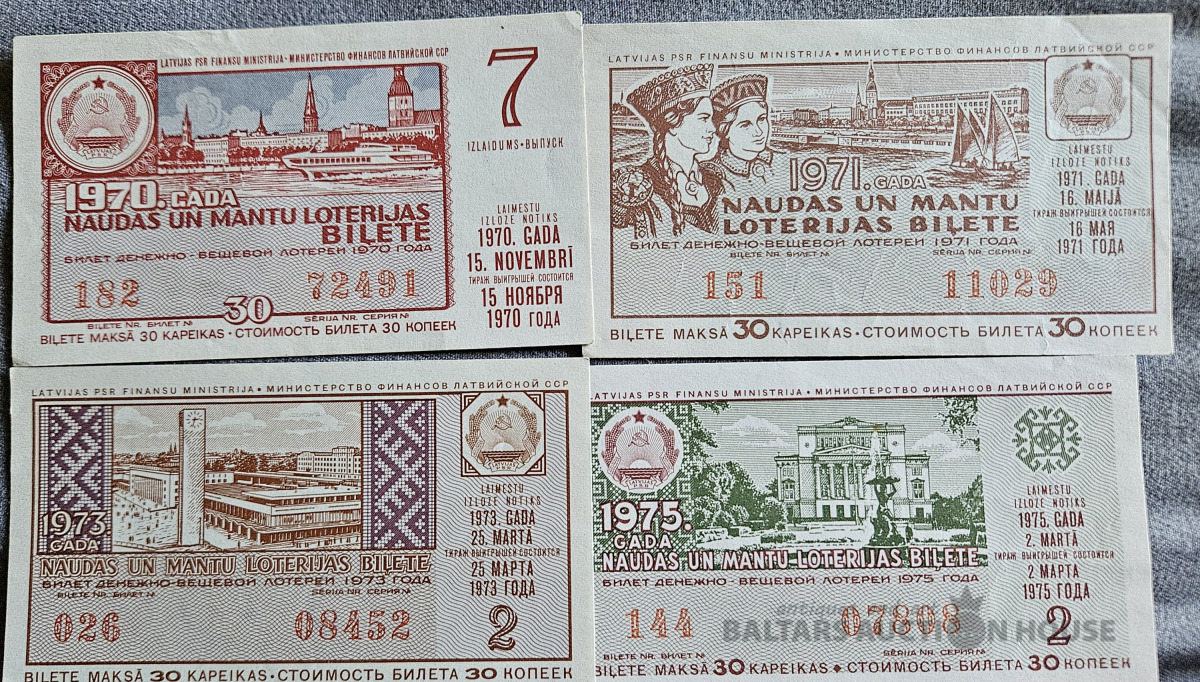 LATVIJAS PSR FINANSU MINISTRIJA • МИНИСТЕРСТВО ФИНАНСОВ ЛАТВИЙСКОЙ ССР
7
IZLAIDUMS • ВЫПУСК
1970. GADA
NAUDAS UN MANTU LOTERIJAS
BIĻETE
БИЛЕТ ДЕНЕЖНО - ВЕЩЕВОЙ ЛОТЕРЕИ 1970 ГОДА
182 72491
30
BIĻETE NR. БИЛЕТ № SĒRIJA NR. СЕРИЯ №
BIĻETE MAKSĀ 30 KAPEIKAS • СТОИМОСТЬ БИЛЕТА 30 КОПЕЕК
LAIMESTU
IZLOZE NOTIKS
1970. GADA
15. NOVEMBRĪ
ТИРАЖ ВЫИГРЫШЕЙ СОСТОИТСЯ
15 НОЯБРЯ
1970 ГОДА
LATVIJAS PSR FINANSU MINISTRIJA • МИНИСТЕРСТВО ФИНАНСОВ ЛАТВИЙСКОЙ ССР
1971. GADA
NAUDAS UN MANTU
LOTERIJAS BIĻETE
БИЛЕТ ДЕНЕЖНО-ВЕЩЕВОЙ ЛОТЕРЕИ 1971 ГОДА
BIĻETE NR. БИЛЕТ № SĒRIJA NR. СЕРИЯ №
151 11029
BIĻETE MAKSĀ 30 KAPEIKAS • СТОИМОСТЬ БИЛЕТА 30 КОПЕЕК
LAIMESTU
IZLOZE NOTIKS
1971. GADA
16. MAIJĀ
ТИРАЖ ВЫИГРЫШЕЙ СОСТОИТСЯ
16 МАЯ
1971 ГОДА
LATVIJAS PSR FINANSU MINISTRIJA • МИНИСТЕРСТВО ФИНАНСОВ ЛАТВИЙСКОЙ ССР
1973
GADA
NAUDAS UN MANTU LOTERIJAS BIĻETE
БИЛЕТ ДЕНЕЖНО - ВЕЩЕВОЙ ЛОТЕРЕИ 1973 ГОДА
BIĻETE NR. БИЛЕТ № SĒRIJA NR. СЕРИЯ №
026 08452
BIĻETE MAKSĀ 30 KAPEIKAS • СТОИМОСТЬ БИЛЕТА 30 КОПЕЕК
LAIMESTU
IZLOZE NOTIKS
1973. GADA
25. MARTĀ
ТИРАЖ ВЫИГРЫШЕЙ СОСТОИТСЯ
25 МАРТА
1973 ГОДА
2
LATVIJAS PSR FINANSU MINISTRIJA • МИНИСТЕРСТВО ФИНАНСОВ ЛАТВИЙСКОЙ ССР
1975.
GADA
NAUDAS UN MANTU LOTERIJAS BIĻETE
БИЛЕТ ДЕНЕЖНО - ВЕЩЕВОЙ ЛОТЕРЕИ 1975 ГОДА
144 07808
BIĻETE NR. БИЛЕТ № SĒRIJA NR. СЕРИЯ №
BIĻETE MAKSĀ 30 KAPEIKAS • СТОИМОСТЬ БИЛЕТА 30 КОПЕЕК
LAIMESTU
IZLOZE NOTIKS
1975. GADA
2. MARTĀ
ТИРАЖ ВЫИГРЫШЕЙ СОСТОИТСЯ
2 МАРТА
1975 ГОДА
2
BALTARS AUCTION HOUSE